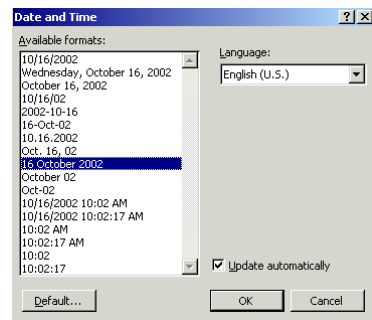 Date and Time
Available formats:
10/16/2002
Wednesday, October 16, 2002
October 16, 2002
10/16/02
2002-10-16
16-Oct-02
10.16.2002
Oct. 16, 02
16 October 2002
October 02
Oct-02
10/16/2002 10:02 AM
10/16/2002 10:02:17 AM
10:02 AM
10:02:17 AM
10:02
10:02:17
Language:
English (U.S.)
Update automatically
Default...
OK
Cancel